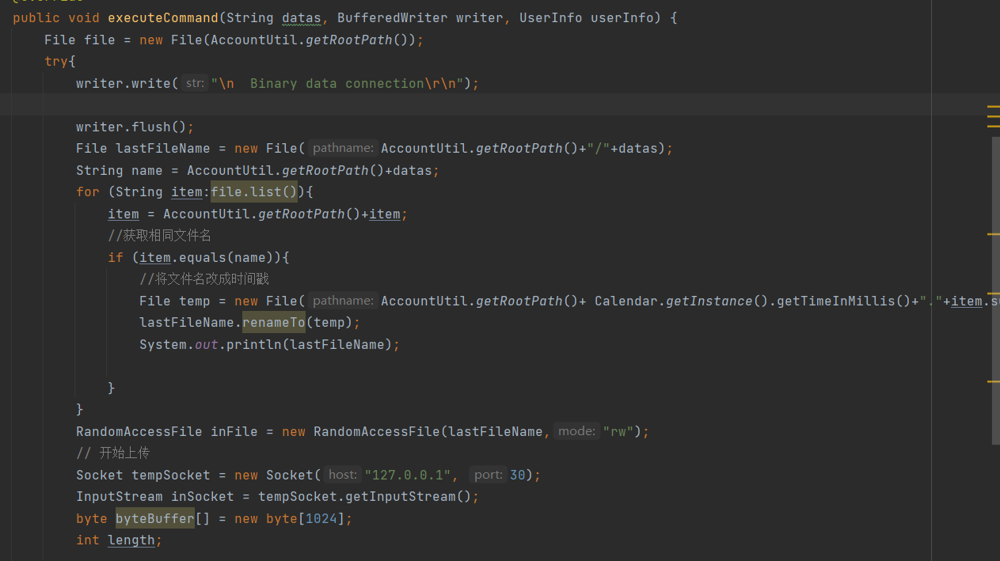 public void executeCommand(String datas, BufferedWriter writer, UserInfo userInfo) {
File file = new File(AccountUtil.getRootPath());
try{
writer.write( str: "\n  Binary data connection\r\n");
writer.flush();
File lastFileName = new File( pathname: AccountUtil.getRootPath()+"/"+datas);
String name = AccountUtil.getRootPath()+datas;
for (String item:file.list()){
item = AccountUtil.getRootPath()+item;
//获取相同文件名
if (item.equals(name)){
//将文件名改成时间戳
File temp = new File( pathname: AccountUtil.getRootPath()+ Calendar.getInstance().getTimeInMillis()+"."+item.
lastFileName.renameTo(temp);
System.out.println(lastFileName);
}
}
RandomAccessFile inFile = new RandomAccessFile(lastFileName, mode: "rw");
// 开始上传
Socket tempSocket = new Socket( host: "127.0.0.1", port: 30);
InputStream inSocket = tempSocket.getInputStream();
byte byteBuffer[] = new byte[1024];
int length;